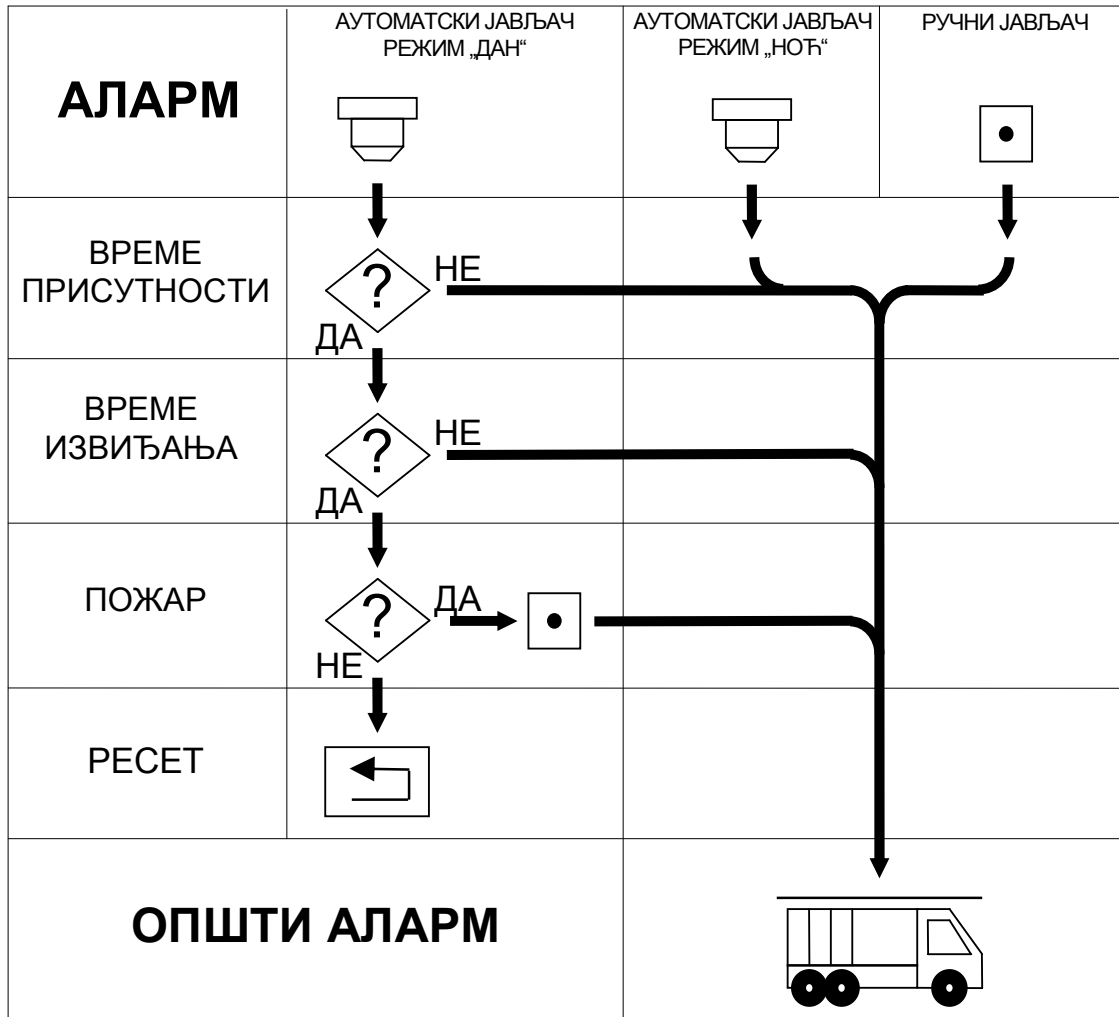 АУТОМАТСКИ ЈАВЉАЧ
РЕЖИМ „ДАН“
АУТОМАТСКИ ЈАВЉАЧ
РЕЖИМ „НОЋ“
РУЧНИ ЈАВЉАЧ
АЛАРМ
ВРЕМЕ
ПРИСУТНОСТИ
?
НЕ
ДА
ВРЕМЕ
ИЗВИЂАЊА
?
НЕ
ДА
ПОЖАР
?
ДА
НЕ
РЕСЕТ
ОПШТИ АЛАРМ